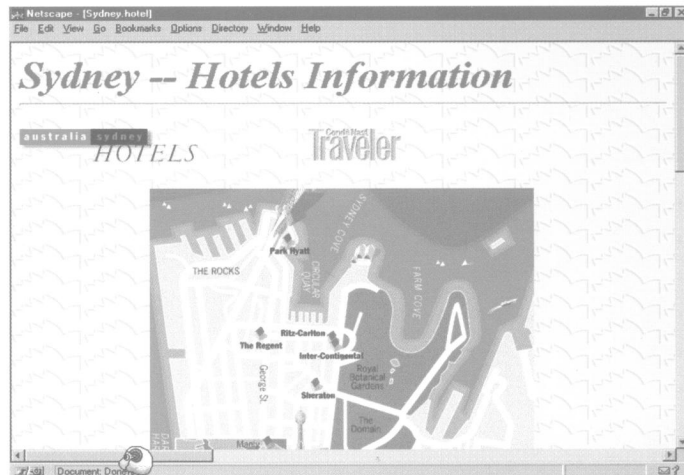 Netscape - [Sydney.hotel]
File Edit View Go Bookmarks Options Directory Window Help
Sydney -- Hotels Information
australia sydney
HOTELS
Condé Nast
Traveler
SYDNEY COVE
Park Hyatt
THE ROCKS
CIRCULAR QUAY
FARM COVE
Ritz-Carlton
The Regent
Inter-Continental
George St.
Royal
Botanical
Gardens
Sheraton
The
Domain
Document: Done